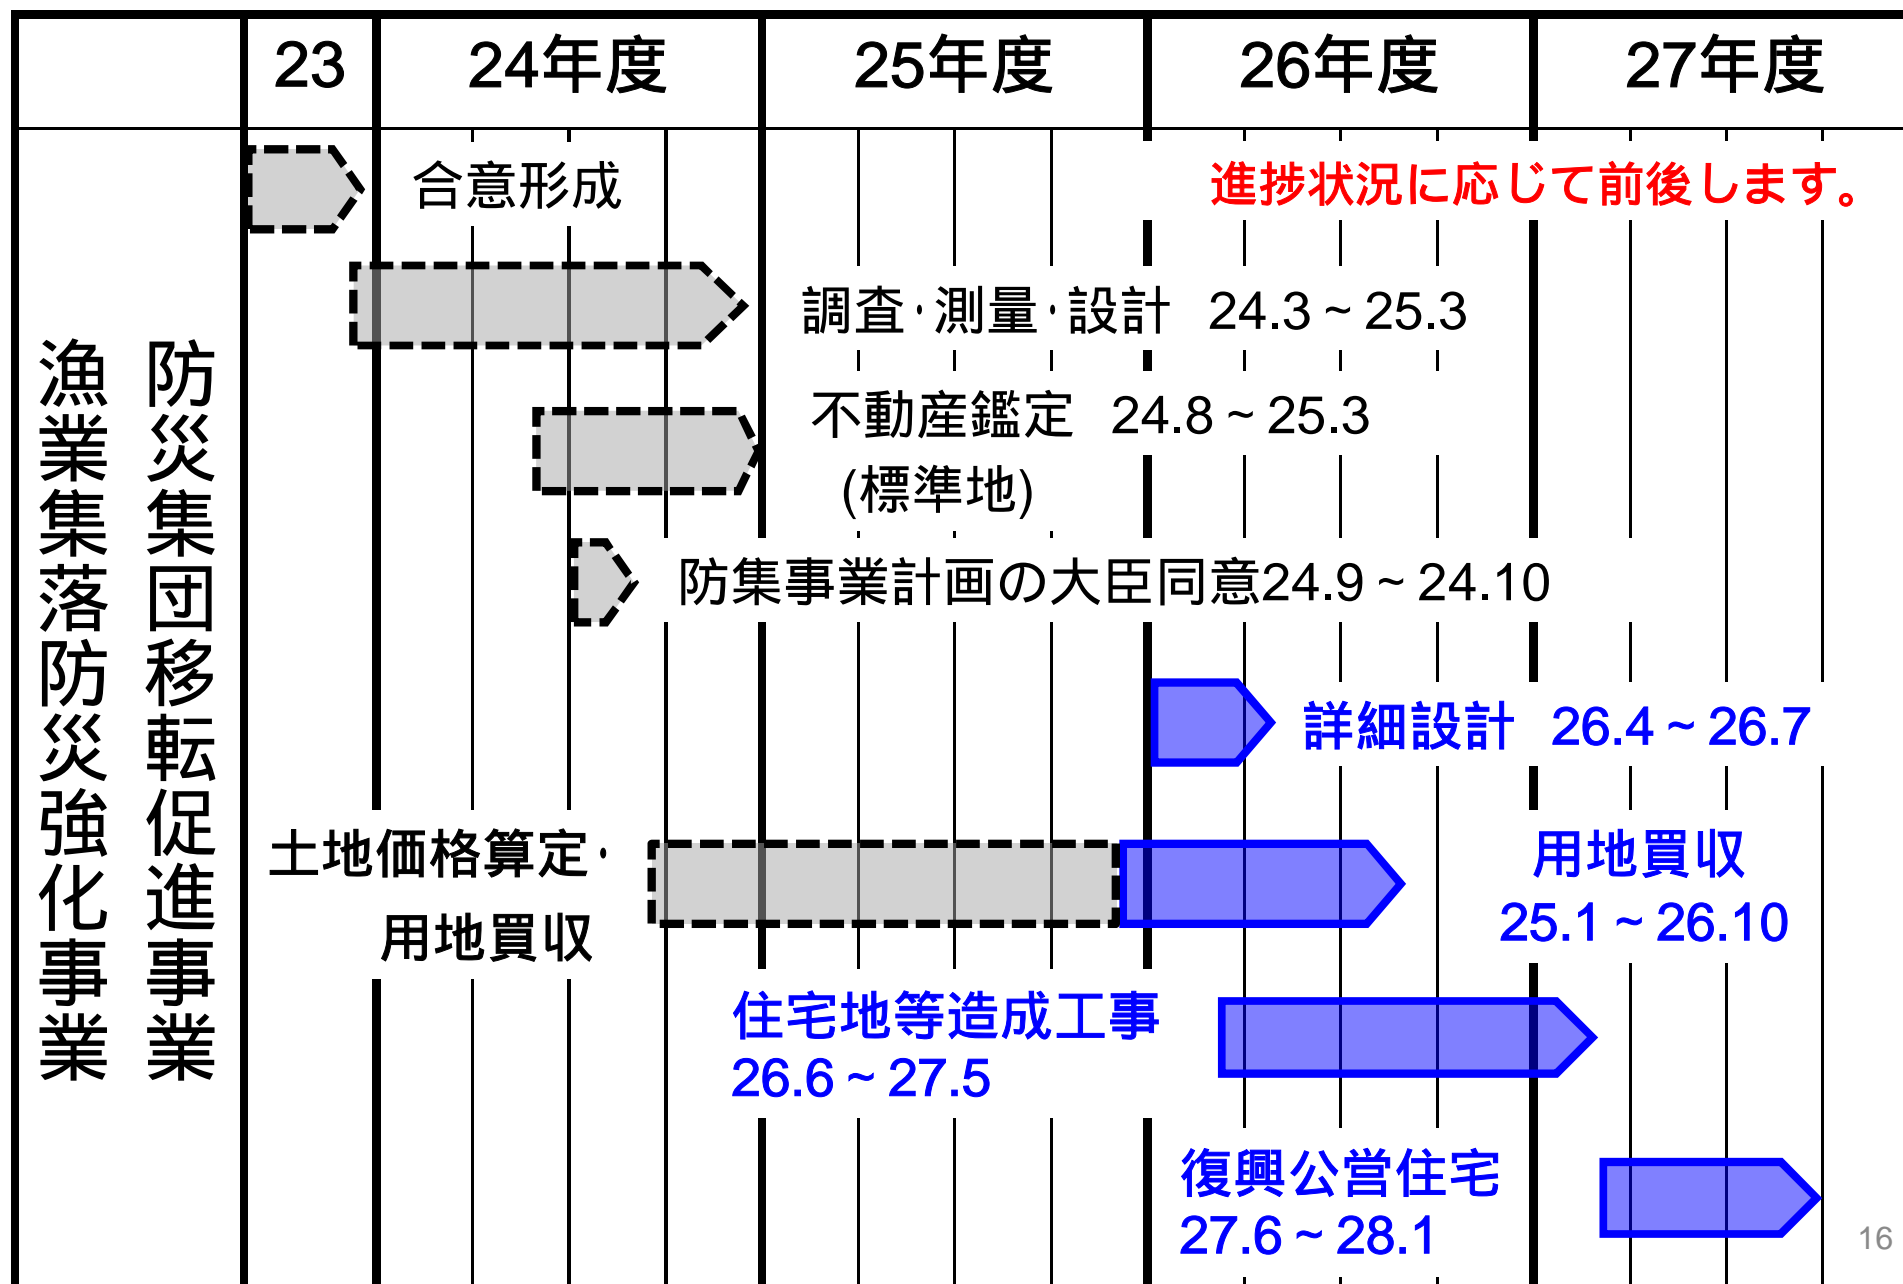 23
24年度
25年度
26年度
27年度
防災集団移転促進事業
漁業集落防災強化事業
合意形成
進捗状況に応じて前後します。
調査・測量・設計 24.3~25.3
不動産鑑定 24.8~25.3
(標準地)
防集事業計画の大臣同意24.9~24.10
詳細設計 26.4~26.7
土地価格算定・
用地買収
用地買収
25.1~26.10
住宅地等造成工事
26.6~27.5
復興公営住宅
27.6~28.1
16